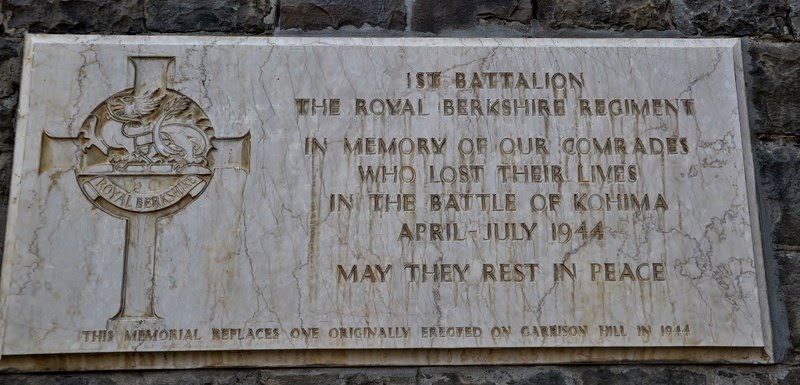 ROYAL BERKSHIRE
1ST BATTALION
THE ROYAL BERKSHIRE REGIMENT
IN MEMORY OF OUR COMRADES
WHO LOST THEIR LIVES
IN THE BATTLE OF KOHIMA
APRIL-JULY 1944
MAY THEY REST IN PEACE
THIS MEMORIAL REPLACES ONE ORIGINALLY ERECTED ON GARRISON HILL IN 1944